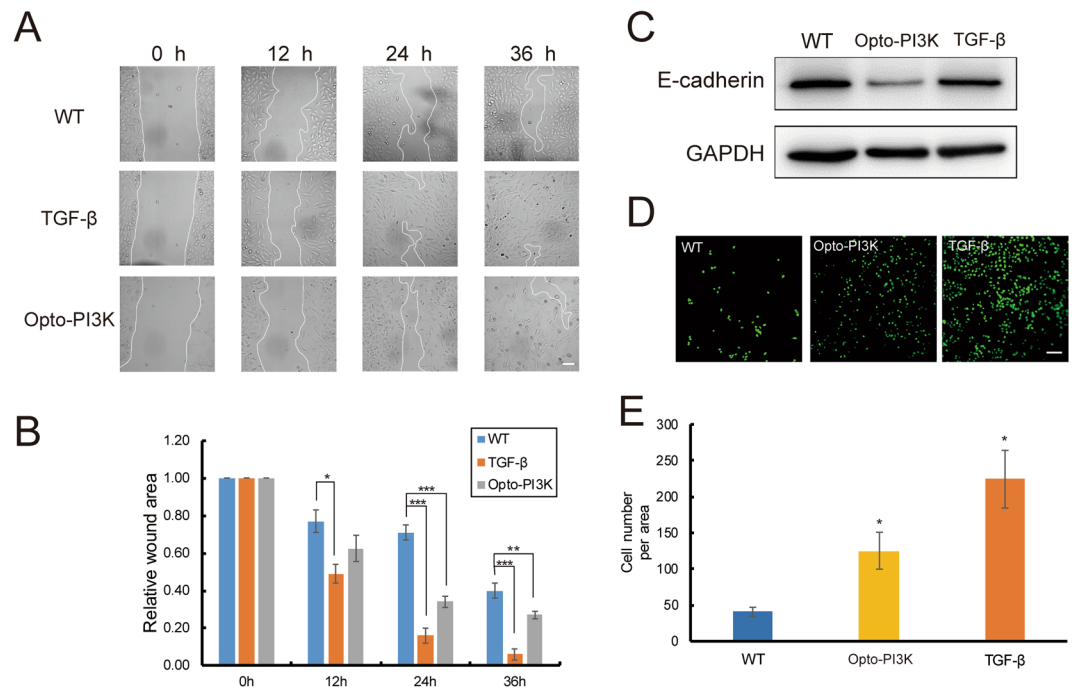 A
0 h 12 h 24 h 36 h
WT
TGF-β
Opto-PI3K
B
Relative wound area
1.20
1.00
0.80
0.60
0.40
0.20
0.00
WT
TGF-β
Opto-PI3K
*
***
***
**
***
0h 12h 24h 36h
C
WT Opto-PI3K TGF-β
E-cadherin
GAPDH
D
WT Opto-PI3K TGF-β
E
Cell number
per area
300
250
200
150
100
50
0
*
*
WT Opto-PI3K TGF-β